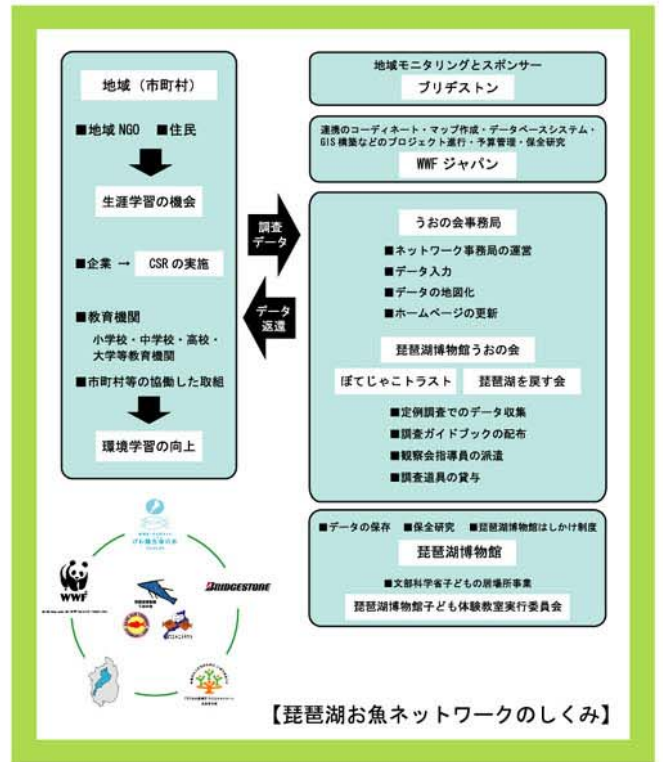 地域（市町村）
■地域 NGO ■住民
生涯学習の機会
■企業 → CSR の実施
■教育機関
小学校・中学校・高校・
大学等教育機関
■市町村等の協働した取組
環境学習の向上
調査
データ
データ
返還
地域モニタリングとスポンサー
ブリヂストン
連携のコーディネート・マップ作成・データベースシステム・
GIS 構築などのプロジェクト進行・予算管理・保全研究
WWF ジャパン
うおの会事務局
■ネットワーク事務局の運営
■データ入力
■データの地図化
■ホームページの更新
琵琶湖博物館うおの会
ぼてじゃこトラスト 琵琶湖を戻す会
■定例調査でのデータ収集
■調査ガイドブックの配布
■観察会指導員の派遣
■調査道具の貸与
■データの保存 ■保全研究 ■琵琶湖博物館はしかけ制度
琵琶湖博物館
■文部科学省子どもの居場所事業
琵琶湖博物館子ども体験教室実行委員会
WWF
BRIDGESTONE
【琵琶湖お魚ネットワークのしくみ】